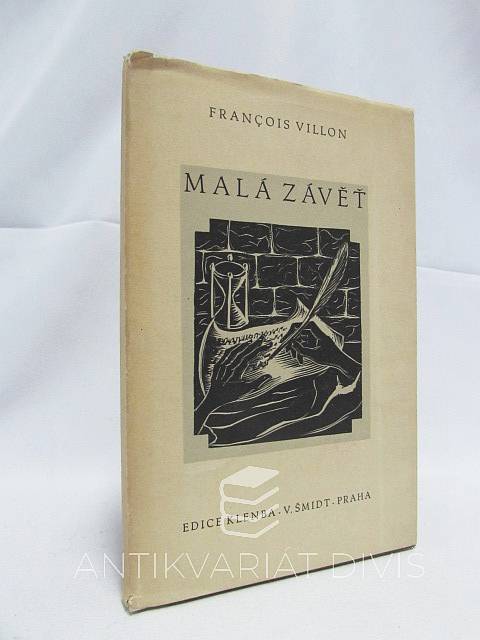 FRANÇOIS VILLON
MALÁ ZÁVĚŤ
EDICE KLENBA · V. ŠMIDT · PRAHA
ANTIKVARIÁT DIVIŠ